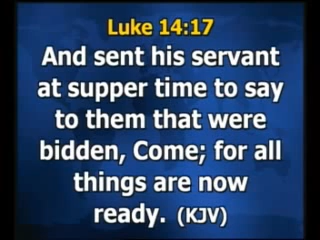 Luke 14:17
And sent his servant
at supper time to say
to them that were
bidden, Come; for all
things are now
ready. (KJV)